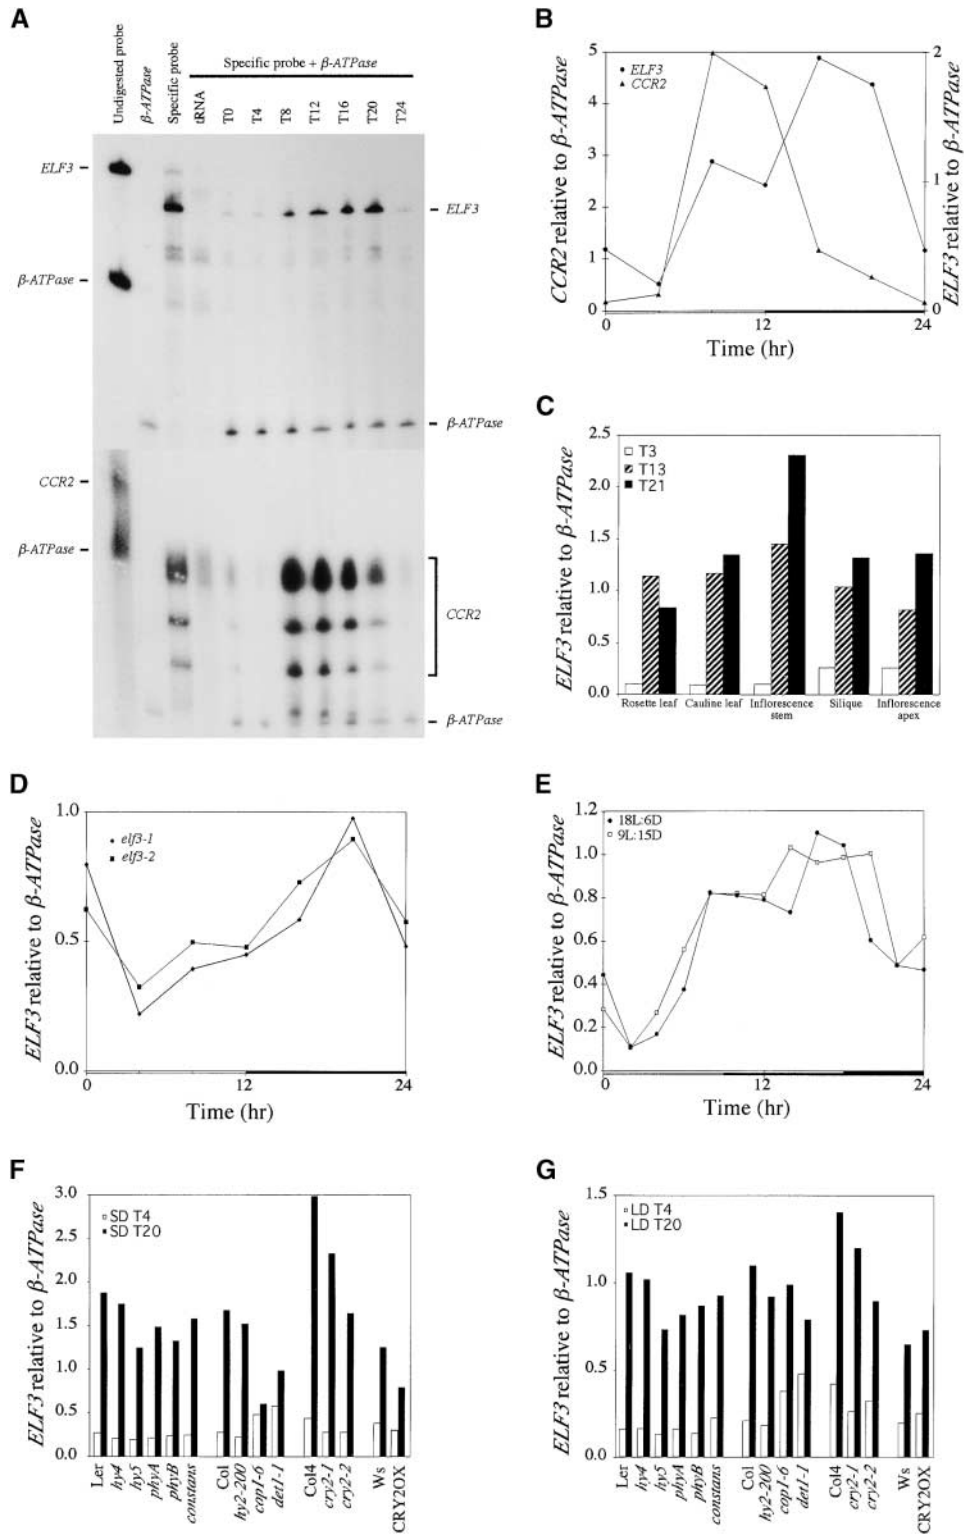 A
Undigested probe
β-ATPase
Specific probe
tRNA
Specific probe + β-ATPase
T0
T4
T8
T12
T16
T20
T24
ELF3
ELF3
β-ATPase
β-ATPase
CCR2
β-ATPase
CCR2
β-ATPase
B
CCR2 relative to β-ATPase
ELF3 relative to β-ATPase
ELF3
CCR2
5
4
3
2
1
0
2
1
0
0
12
24
Time (hr)
C
ELF3 relative to β-ATPase
2.5
2.0
1.5
1.0
0.5
0.0
T3
T13
T21
Rosette leaf
Cauline leaf
Inflorescence
stem
Silique
Inflorescence
apex
D
ELF3 relative to β-ATPase
1.0
0.5
0.0
elf3-1
elf3-2
0
12
24
Time (hr)
E
ELF3 relative to β-ATPase
1.2
1.0
0.8
0.6
0.4
0.2
0.0
18L:6D
9L:15D
0
12
24
Time (hr)
F
ELF3 relative to β-ATPase
3.0
2.5
2.0
1.5
1.0
0.5
0.0
SD T4
SD T20
Ler
hy4
hy5
phyA
phyB
constans
Col
hy2-200
cop1-6
det1-1
Col4
cry2-1
cry2-2
Ws
CRY2OX
G
ELF3 relative to β-ATPase
1.5
1.0
0.5
0.0
LD T4
LD T20
Ler
hy4
hy5
phyA
phyB
constans
Col
hy2-200
cop1-6
det1-1
Col4
cry2-1
cry2-2
Ws
CRY2OX